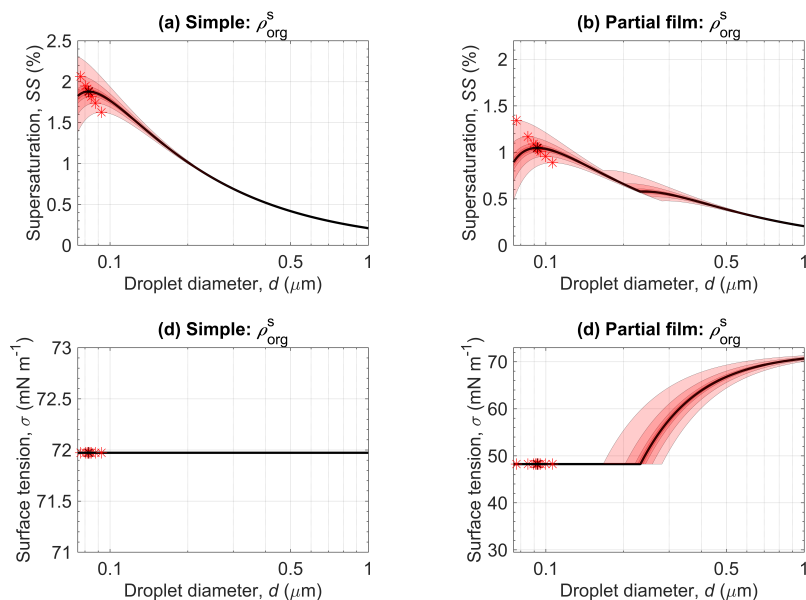 (a) Simple: ρ^s_org
Supersaturation, SS (%)
2.5
2
1.5
1
0.5
0
0.1
0.5
1
Droplet diameter, d (μm)
(b) Partial film: ρ^s_org
Supersaturation, SS (%)
2
1.5
1
0.5
0
0.1
0.5
1
Droplet diameter, d (μm)
(d) Simple: ρ^s_org
Surface tension, σ (mN m⁻¹)
73
72.5
72
71.5
71
0.1
0.5
1
Droplet diameter, d (μm)
(d) Partial film: ρ^s_org
Surface tension, σ (mN m⁻¹)
70
60
50
40
30
0.1
0.5
1
Droplet diameter, d (μm)